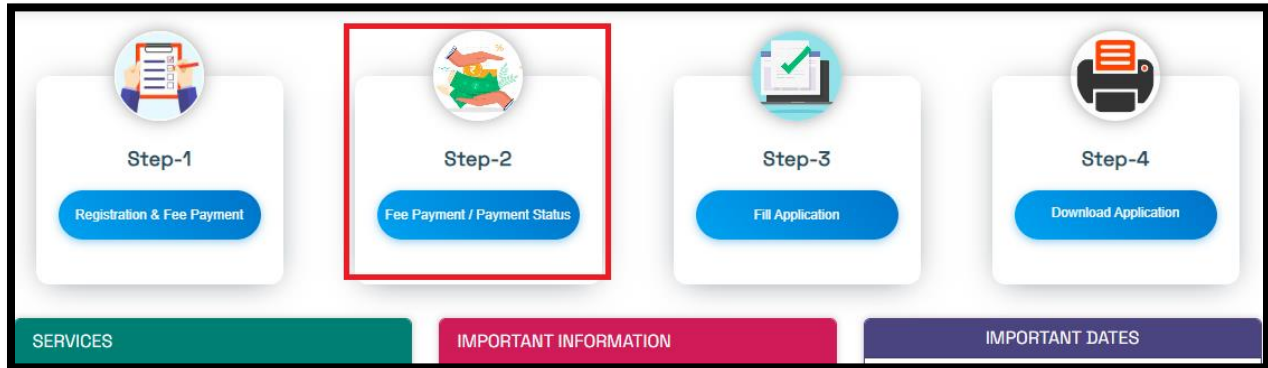 Step-1
Registration & Fee Payment
Step-2
Fee Payment / Payment Status
Step-3
Fill Application
Step-4
Download Application
SERVICES
IMPORTANT INFORMATION
IMPORTANT DATES